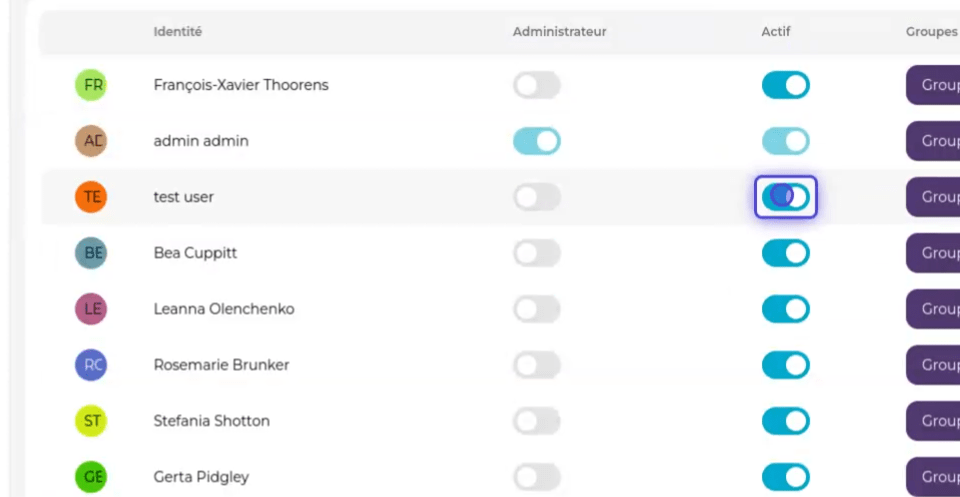 Identité Administrateur Actif Groupes
FR François-Xavier Thoorens Group
AD admin admin Group
TE test user Group
BE Bea Cuppitt Group
LE Leanna Olenchenko Group
RO Rosemarie Brunker Group
ST Stefania Shotton Group
GE Gerta Pidgley Group